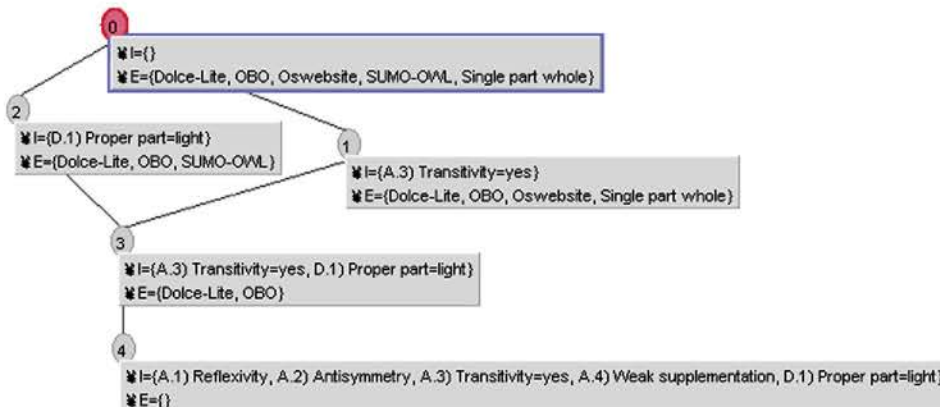 0
¥ I={}
¥ E={Dolce-Lite, OBO, Oswebsite, SUMO-OWL, Single part whole}
2
¥ I={D.1) Proper part=light}
¥ E={Dolce-Lite, OBO, SUMO-OWL}
1
¥ I={A.3) Transitivity=yes}
¥ E={Dolce-Lite, OBO, Oswebsite, Single part whole}
3
¥ I={A.3) Transitivity=yes, D.1) Proper part=light}
¥ E={Dolce-Lite, OBO}
4
¥ I={A.1) Reflexivity, A.2) Antisymmetry, A.3) Transitivity=yes, A.4) Weak supplementation, D.1) Proper part=light}
¥ E={}